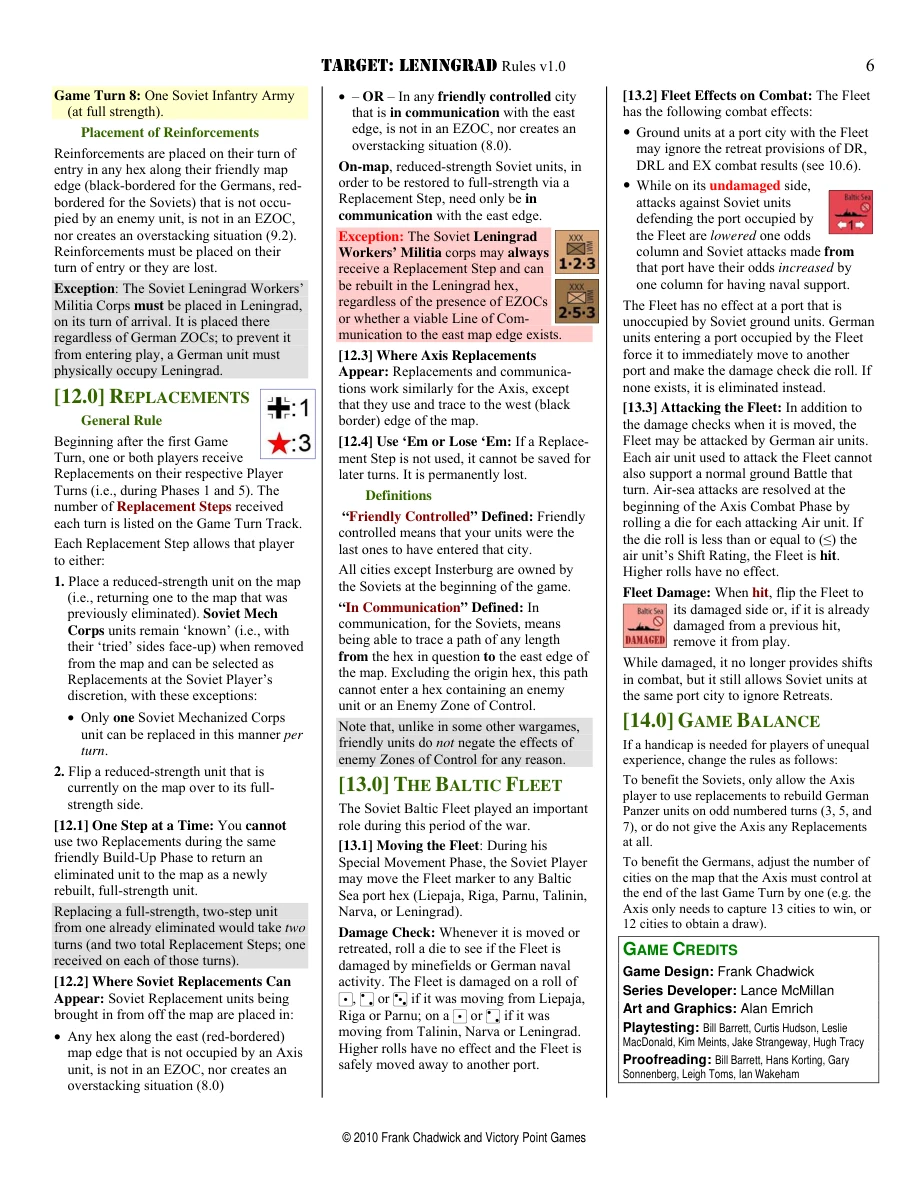 TARGET: LENINGRAD Rules v1.0
6
Game Turn 8: One Soviet Infantry Army
(at full strength).
Placement of Reinforcements
Reinforcements are placed on their turn of
entry in any hex along their friendly map
edge (black-bordered for the Germans, red-
bordered for the Soviets) that is not occu-
pied by an enemy unit, is not in an EZOC,
nor creates an overstacking situation (9.2).
Reinforcements must be placed on their
turn of entry or they are lost.
Exception: The Soviet Leningrad Workers'
Militia Corps must be placed in Leningrad,
on its turn of arrival. It is placed there
regardless of German ZOCs; to prevent it
from entering play, a German unit must
physically occupy Leningrad.
[12.0] REPLACEMENTS
:1
:3
General Rule
Beginning after the first Game
Turn, one or both players receive
Replacements on their respective Player
Turns (i.e., during Phases 1 and 5). The
number of Replacement Steps received
each turn is listed on the Game Turn Track.
Each Replacement Step allows that player
to either:
1. Place a reduced-strength unit on the map
(i.e., returning one to the map that was
previously eliminated). Soviet Mech
Corps units remain 'known' (i.e., with
their 'tried' sides face-up) when removed
from the map and can be selected as
Replacements at the Soviet Player's
discretion, with these exceptions:
• Only one Soviet Mechanized Corps
unit can be replaced in this manner per
turn.
2. Flip a reduced-strength unit that is
currently on the map over to its full-
strength side.
[12.1] One Step at a Time: You cannot
use two Replacements during the same
friendly Build-Up Phase to return an
eliminated unit to the map as a newly
rebuilt, full-strength unit.
Replacing a full-strength, two-step unit
from one already eliminated would take two
turns (and two total Replacement Steps; one
received on each of those turns).
[12.2] Where Soviet Replacements Can
Appear: Soviet Replacement units being
brought in from off the map are placed in:
• Any hex along the east (red-bordered)
map edge that is not occupied by an Axis
unit, is not in an EZOC, nor creates an
overstacking situation (8.0)
• – OR – In any friendly controlled city
that is in communication with the east
edge, is not in an EZOC, nor creates an
overstacking situation (8.0).
On-map, reduced-strength Soviet units, in
order to be restored to full-strength via a
Replacement Step, need only be in
communication with the east edge.
Exception: The Soviet Leningrad
Workers' Militia corps may always
receive a Replacement Step and can
be rebuilt in the Leningrad hex,
regardless of the presence of EZOCs
or whether a viable Line of Com-
munication to the east map edge exists.
XXX
LWM
1-2-3
XXX
LWM
2-5-3
[12.3] Where Axis Replacements
Appear: Replacements and communica-
tions work similarly for the Axis, except
that they use and trace to the west (black
border) edge of the map.
[12.4] Use 'Em or Lose 'Em: If a Replace-
ment Step is not used, it cannot be saved for
later turns. It is permanently lost.
Definitions
“Friendly Controlled” Defined: Friendly
controlled means that your units were the
last ones to have entered that city.
All cities except Insterburg are owned by
the Soviets at the beginning of the game.
“In Communication” Defined: In
communication, for the Soviets, means
being able to trace a path of any length
from the hex in question to the east edge of
the map. Excluding the origin hex, this path
cannot enter a hex containing an enemy
unit or an Enemy Zone of Control.
Note that, unlike in some other wargames,
friendly units do not negate the effects of
enemy Zones of Control for any reason.
[13.0] THE BALTIC FLEET
The Soviet Baltic Fleet played an important
role during this period of the war.
[13.1] Moving the Fleet: During his
Special Movement Phase, the Soviet Player
may move the Fleet marker to any Baltic
Sea port hex (Liepaja, Riga, Parnu, Talinin,
Narva, or Leningrad).
Damage Check: Whenever it is moved or
retreated, roll a die to see if the Fleet is
damaged by minefields or German naval
activity. The Fleet is damaged on a roll of
⚀, ⚁ or ⚂ if it was moving from Liepaja,
Riga or Parnu; on a ⚀ or ⚁ if it was
moving from Talinin, Narva or Leningrad.
Higher rolls have no effect and the Fleet is
safely moved away to another port.
[13.2] Fleet Effects on Combat: The Fleet
has the following combat effects:
• Ground units at a port city with the Fleet
may ignore the retreat provisions of DR,
DRL and EX combat results (see 10.6).
• While on its undamaged side,
attacks against Soviet units
defending the port occupied by
the Fleet are lowered one odds
column and Soviet attacks made from
that port have their odds increased by
one column for having naval support.
Baltic Sea
1
The Fleet has no effect at a port that is
unoccupied by Soviet ground units. German
units entering a port occupied by the Fleet
force it to immediately move to another
port and make the damage check die roll. If
none exists, it is eliminated instead.
[13.3] Attacking the Fleet: In addition to
the damage checks when it is moved, the
Fleet may be attacked by German air units.
Each air unit used to attack the Fleet cannot
also support a normal ground Battle that
turn. Air-sea attacks are resolved at the
beginning of the Axis Combat Phase by
rolling a die for each attacking Air unit. If
the die roll is less than or equal to (≤) the
air unit's Shift Rating, the Fleet is hit.
Higher rolls have no effect.
Fleet Damage: When hit, flip the Fleet to
its damaged side or, if it is already
damaged from a previous hit,
remove it from play.
Baltic Sea
DAMAGED
While damaged, it no longer provides shifts
in combat, but it still allows Soviet units at
the same port city to ignore Retreats.
[14.0] GAME BALANCE
If a handicap is needed for players of unequal
experience, change the rules as follows:
To benefit the Soviets, only allow the Axis
player to use replacements to rebuild German
Panzer units on odd numbered turns (3, 5, and
7), or do not give the Axis any Replacements
at all.
To benefit the Germans, adjust the number of
cities on the map that the Axis must control at
the end of the last Game Turn by one (e.g. the
Axis only needs to capture 13 cities to win, or
12 cities to obtain a draw).
GAME CREDITS
Game Design: Frank Chadwick
Series Developer: Lance McMillan
Art and Graphics: Alan Emrich
Playtesting: Bill Barrett, Curtis Hudson, Leslie
MacDonald, Kim Meints, Jake Strangeway, Hugh Tracy
Proofreading: Bill Barrett, Hans Korting, Gary
Sonnenberg, Leigh Toms, Ian Wakeham
© 2010 Frank Chadwick and Victory Point Games